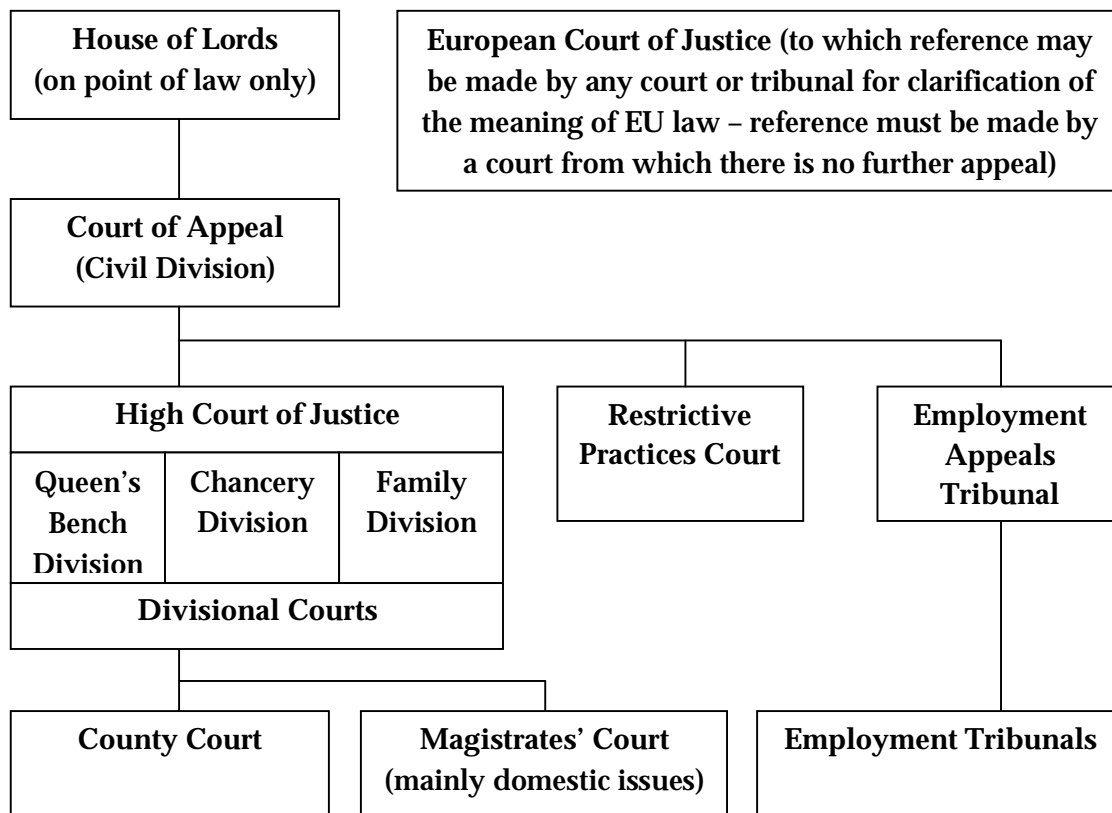 House of Lords
(on point of law only)
European Court of Justice (to which reference may
be made by any court or tribunal for clarification of
the meaning of EU law – reference must be made by
a court from which there is no further appeal)
Court of Appeal
(Civil Division)
High Court of Justice
Queen's
Bench
Division
Chancery
Division
Family
Division
Divisional Courts
Restrictive
Practices Court
Employment
Appeals
Tribunal
County Court
Magistrates’ Court
(mainly domestic issues)
Employment Tribunals